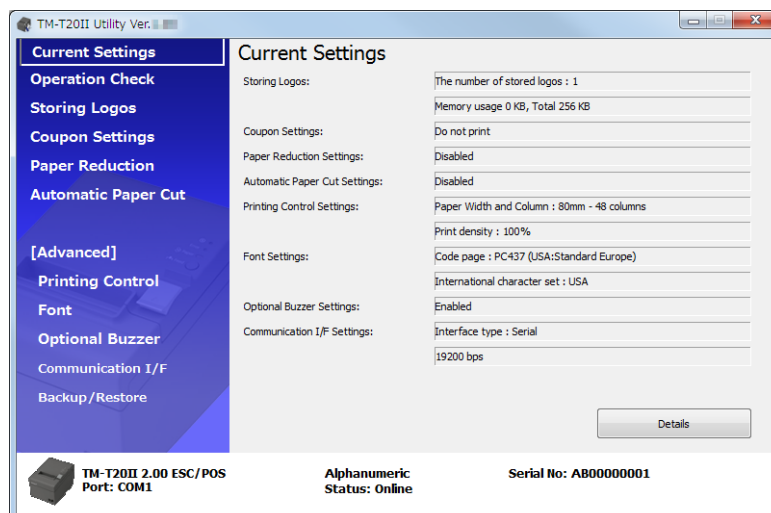 TM-T20II Utility Ver.
Current Settings
Operation Check
Storing Logos
Coupon Settings
Paper Reduction
Automatic Paper Cut
[Advanced]
Printing Control
Font
Optional Buzzer
Communication I/F
Backup/Restore
Current Settings
Storing Logos: The number of stored logos : 1
Memory usage 0 KB, Total 256 KB
Coupon Settings: Do not print
Paper Reduction Settings: Disabled
Automatic Paper Cut Settings: Disabled
Printing Control Settings: Paper Width and Column : 80mm - 48 columns
Print density : 100%
Font Settings: Code page : PC437 (USA:Standard Europe)
International character set : USA
Optional Buzzer Settings: Enabled
Communication I/F Settings: Interface type : Serial
19200 bps
Details
TM-T20II 2.00 ESC/POS Alphanumeric Serial No: AB00000001
Port: COM1 Status: Online